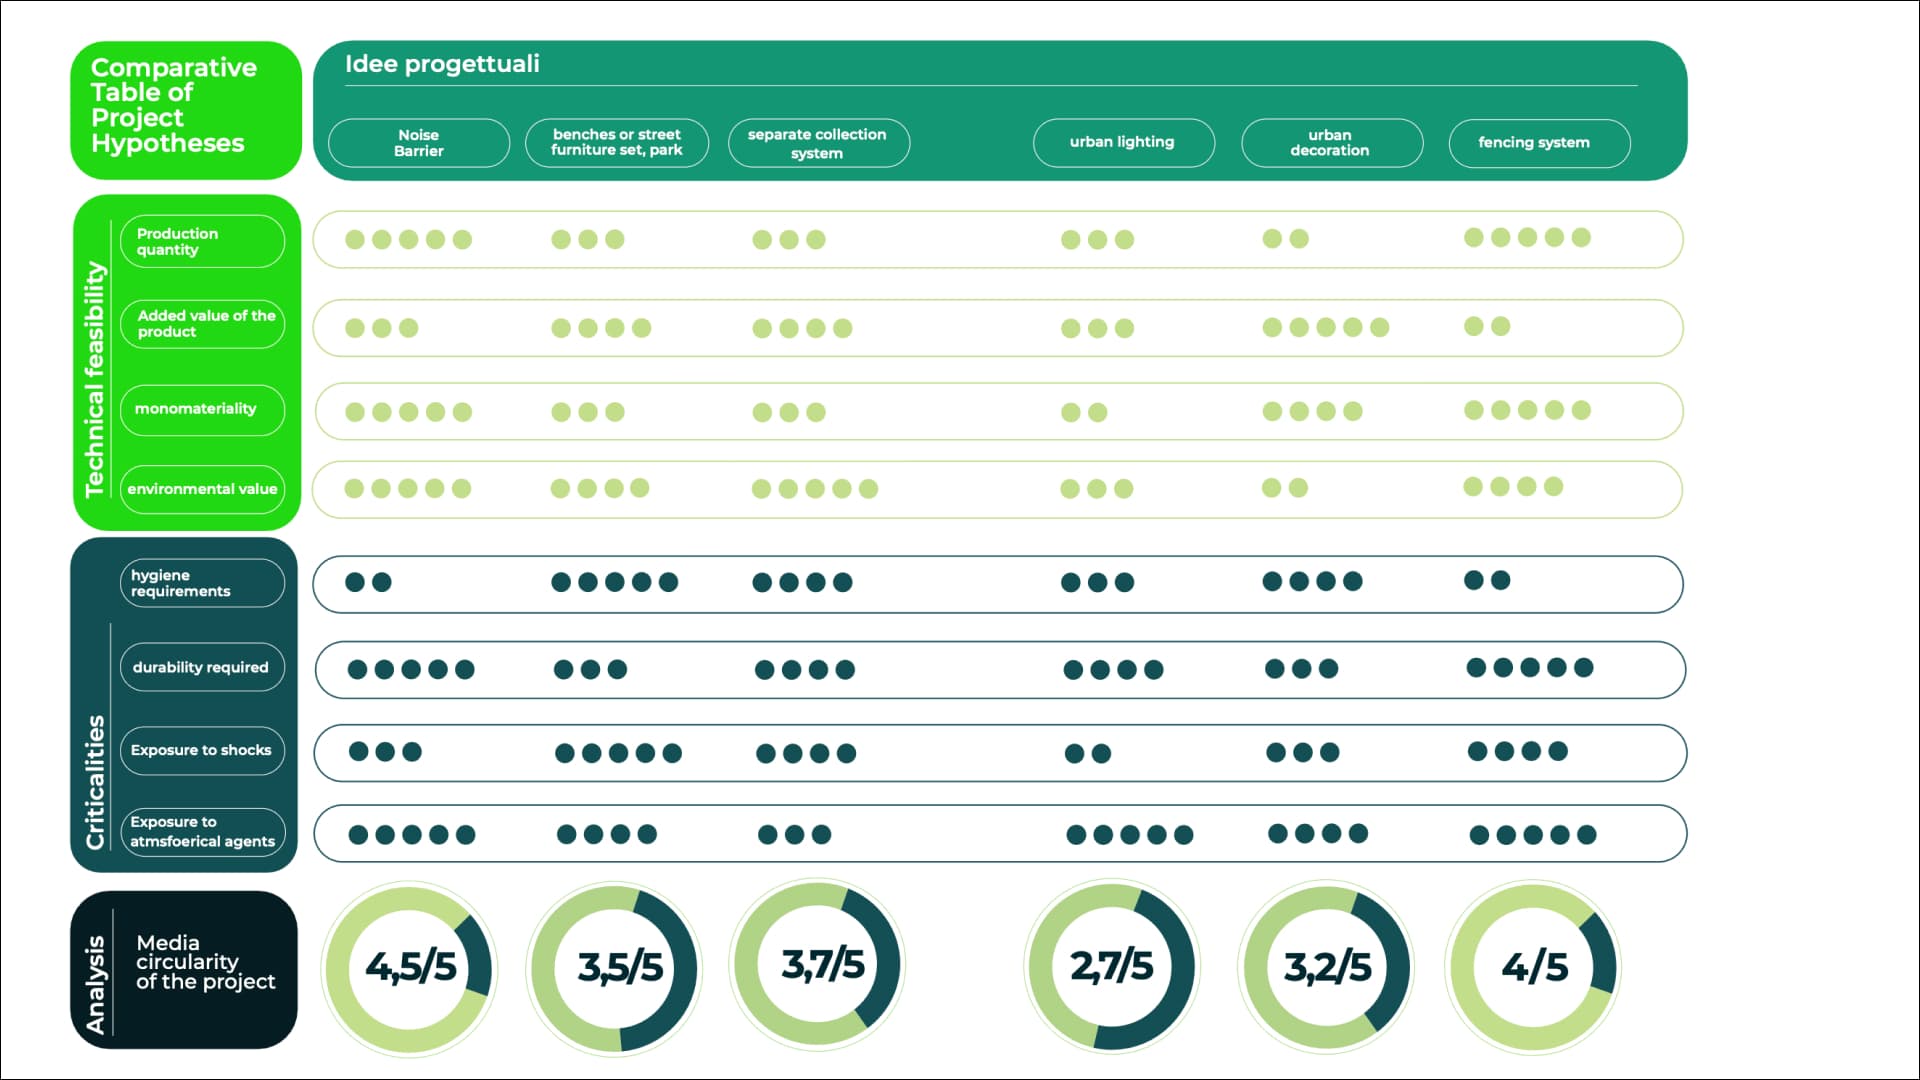 Comparative
Table of
Project
Hypotheses
Idee progettuali
Noise
Barrier
benches or street
furniture set, park
separate collection
system
urban lighting
urban
decoration
fencing system
Technical feasibility
Production
quantity
Added value of the
product
monomateriality
environmental value
Criticalities
hygiene
requirements
durability required
Exposure to shocks
Exposure to
atmsfoerical agents
Analysis
Media
circularity
of the project
4,5/5
3,5/5
3,7/5
2,7/5
3,2/5
4/5